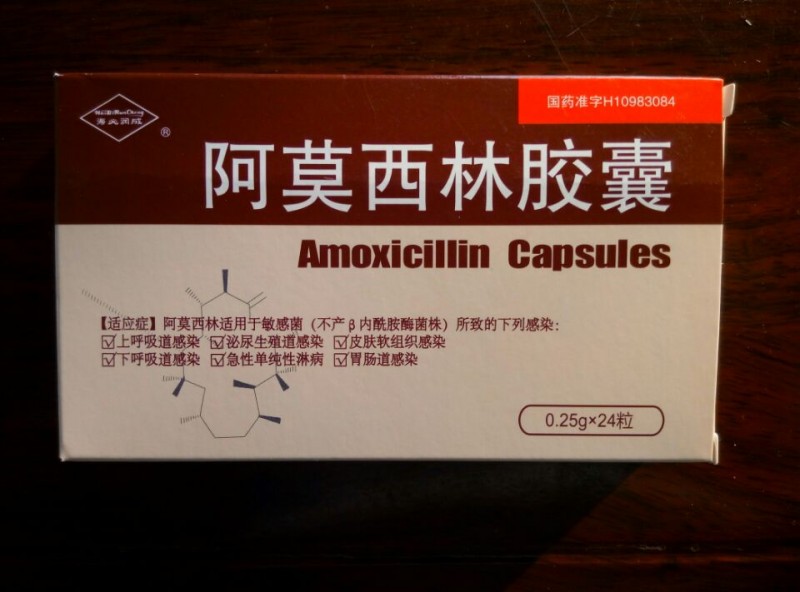 国药准字H10983084
®
阿莫西林胶囊
Amoxicillin Capsules
【适应症】阿莫西林适用于敏感菌（不产β内酰胺酶菌株）所致的下列感染：
☑上呼吸道感染 ☑泌尿生殖道感染 ☑皮肤软组织感染
☑下呼吸道感染 ☑急性单纯性淋病 ☑胃肠道感染
0.25g×24粒